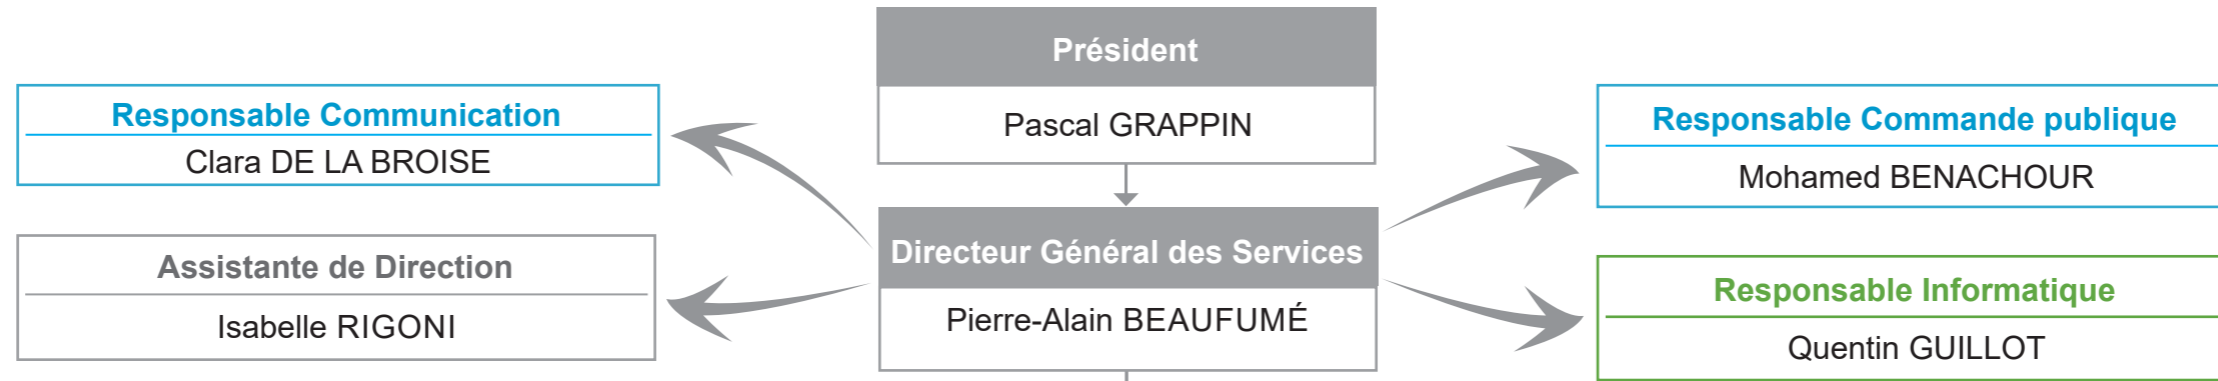 Président
Pascal GRAPPIN
Responsable Communication
Clara DE LA BROISE
Responsable Commande publique
Mohamed BENACHOUR
Directeur Général des Services
Pierre-Alain BEAUFUMÉ
Assistante de Direction
Isabelle RIGONI
Responsable Informatique
Quentin GUILLOT